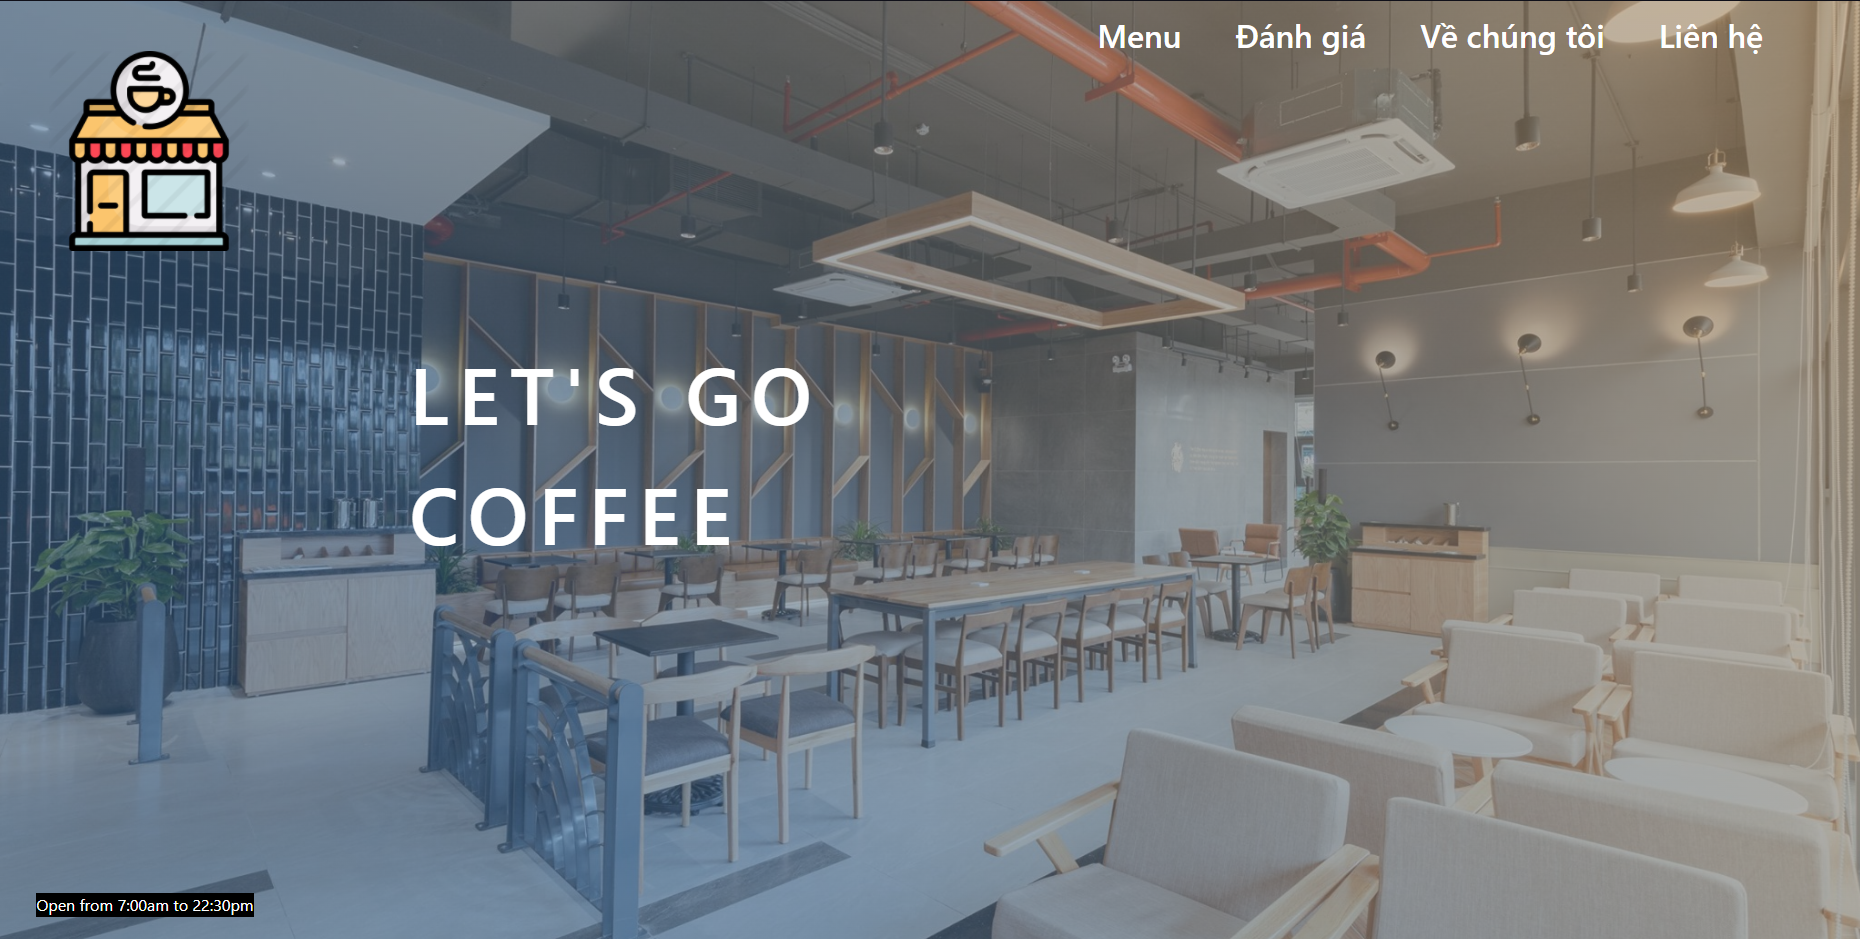 Menu Đánh giá Về chúng tôi Liên hệ
LET'S GO
COFFEE
Open from 7:00am to 22:30pm